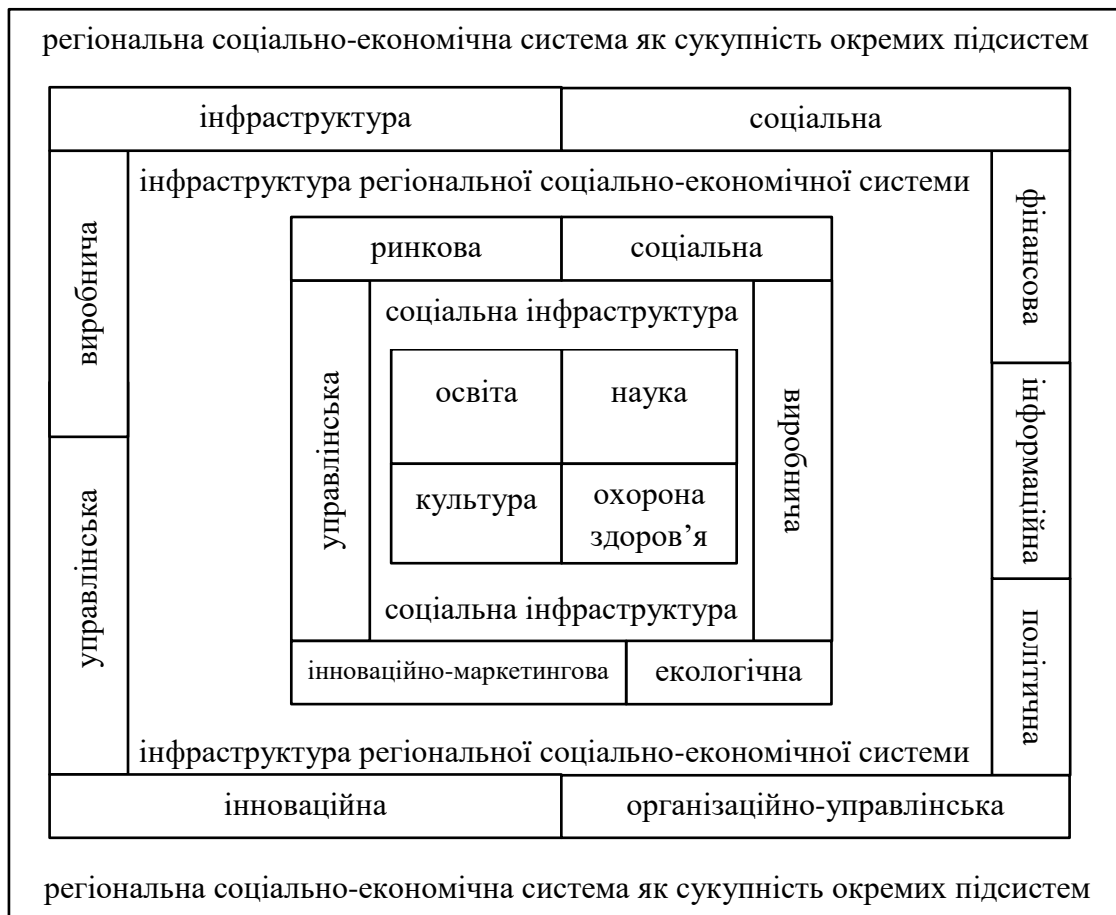 регіональна соціально-економічна система як сукупність окремих підсистем
інфраструктура
соціальна
інфраструктура регіональної соціально-економічної системи
виробнича
фінансова
ринкова
соціальна
соціальна інфраструктура
управлінська
виробнича
освіта
наука
інформаційна
культура
охорона
здоров’я
управлінська
соціальна інфраструктура
політична
інноваційно-маркетингова
екологічна
інфраструктура регіональної соціально-економічної системи
інноваційна
організаційно-управлінська
регіональна соціально-економічна система як сукупність окремих підсистем